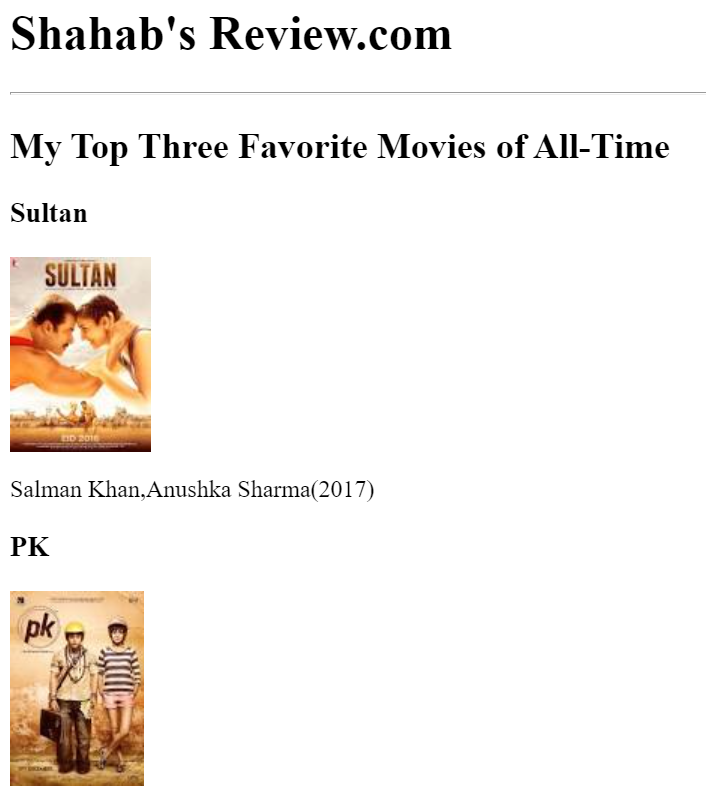 Shahab's Review.com
My Top Three Favorite Movies of All-Time
Sultan
SULTAN
EID 2016
Salman Khan,Anushka Sharma(2017)
PK
pk